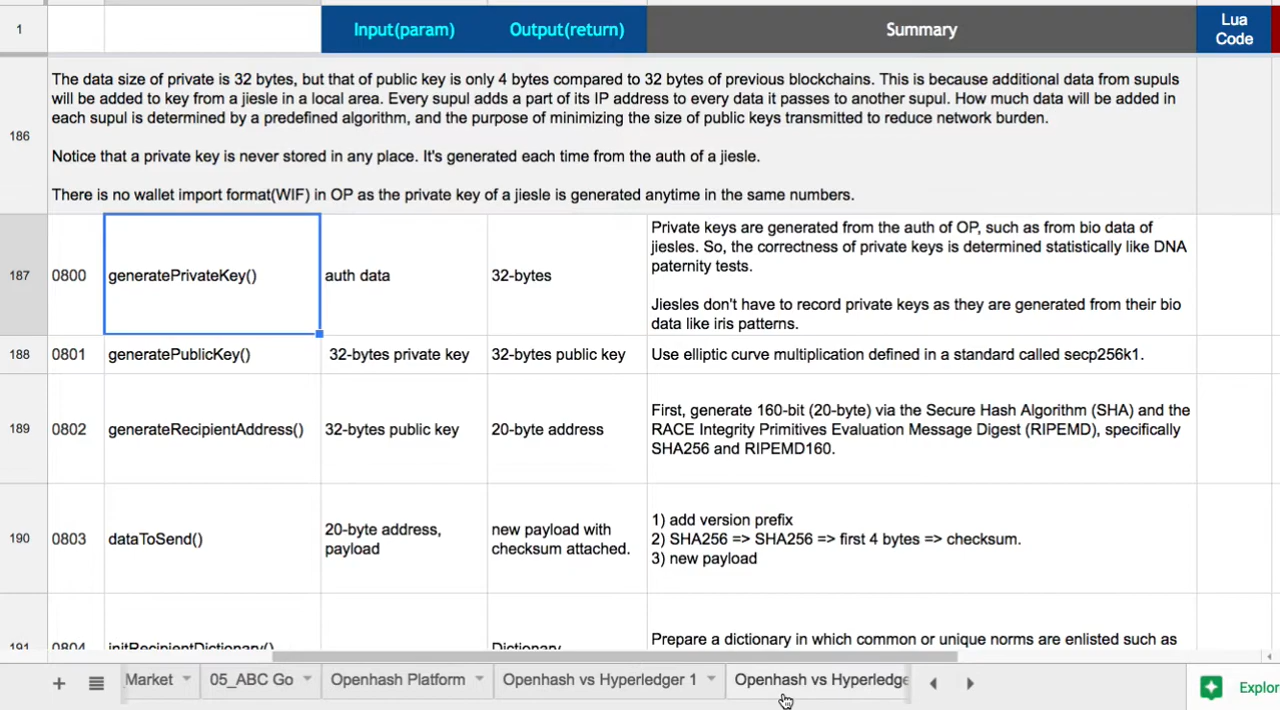 Input(param) Output(return) Summary Lua
Code
1
The data size of private is 32 bytes, but that of public key is only 4 bytes compared to 32 bytes of previous blockchains. This is because additional data from supuls
will be added to key from a jiesle in a local area. Every supul adds a part of its IP address to every data it passes to another supul. How much data will be added in
each supul is determined by a predefined algorithm, and the purpose of minimizing the size of public keys transmitted to reduce network burden.
186
Notice that a private key is never stored in any place. It's generated each time from the auth of a jiesle.
There is no wallet import format(WIF) in OP as the private key of a jiesle is generated anytime in the same numbers.
187 0800 generatePrivateKey() auth data 32-bytes
Private keys are generated from the auth of OP, such as from bio data of
jiesles. So, the correctness of private keys is determined statistically like DNA
paternity tests.
Jiesles don't have to record private keys as they are generated from their bio
data like iris patterns.
188 0801 generatePublicKey() 32-bytes private key 32-bytes public key Use elliptic curve multiplication defined in a standard called secp256k1.
189 0802 generateRecipientAddress() 32-bytes public key 20-byte address
First, generate 160-bit (20-byte) via the Secure Hash Algorithm (SHA) and the
RACE Integrity Primitives Evaluation Message Digest (RIPEMD), specifically
SHA256 and RIPEMD160.
190 0803 dataToSend()
20-byte address,
payload
new payload with
checksum attached.
1) add version prefix
2) SHA256 => SHA256 => first 4 bytes => checksum.
3) new payload
191 0804 initRecipientDictionary() Dictionary
Prepare a dictionary in which common or unique norms are enlisted such as
+ Market 05_ABC Go Openhash Platform Openhash vs Hyperledger 1 Openhash vs Hyperledge Explor